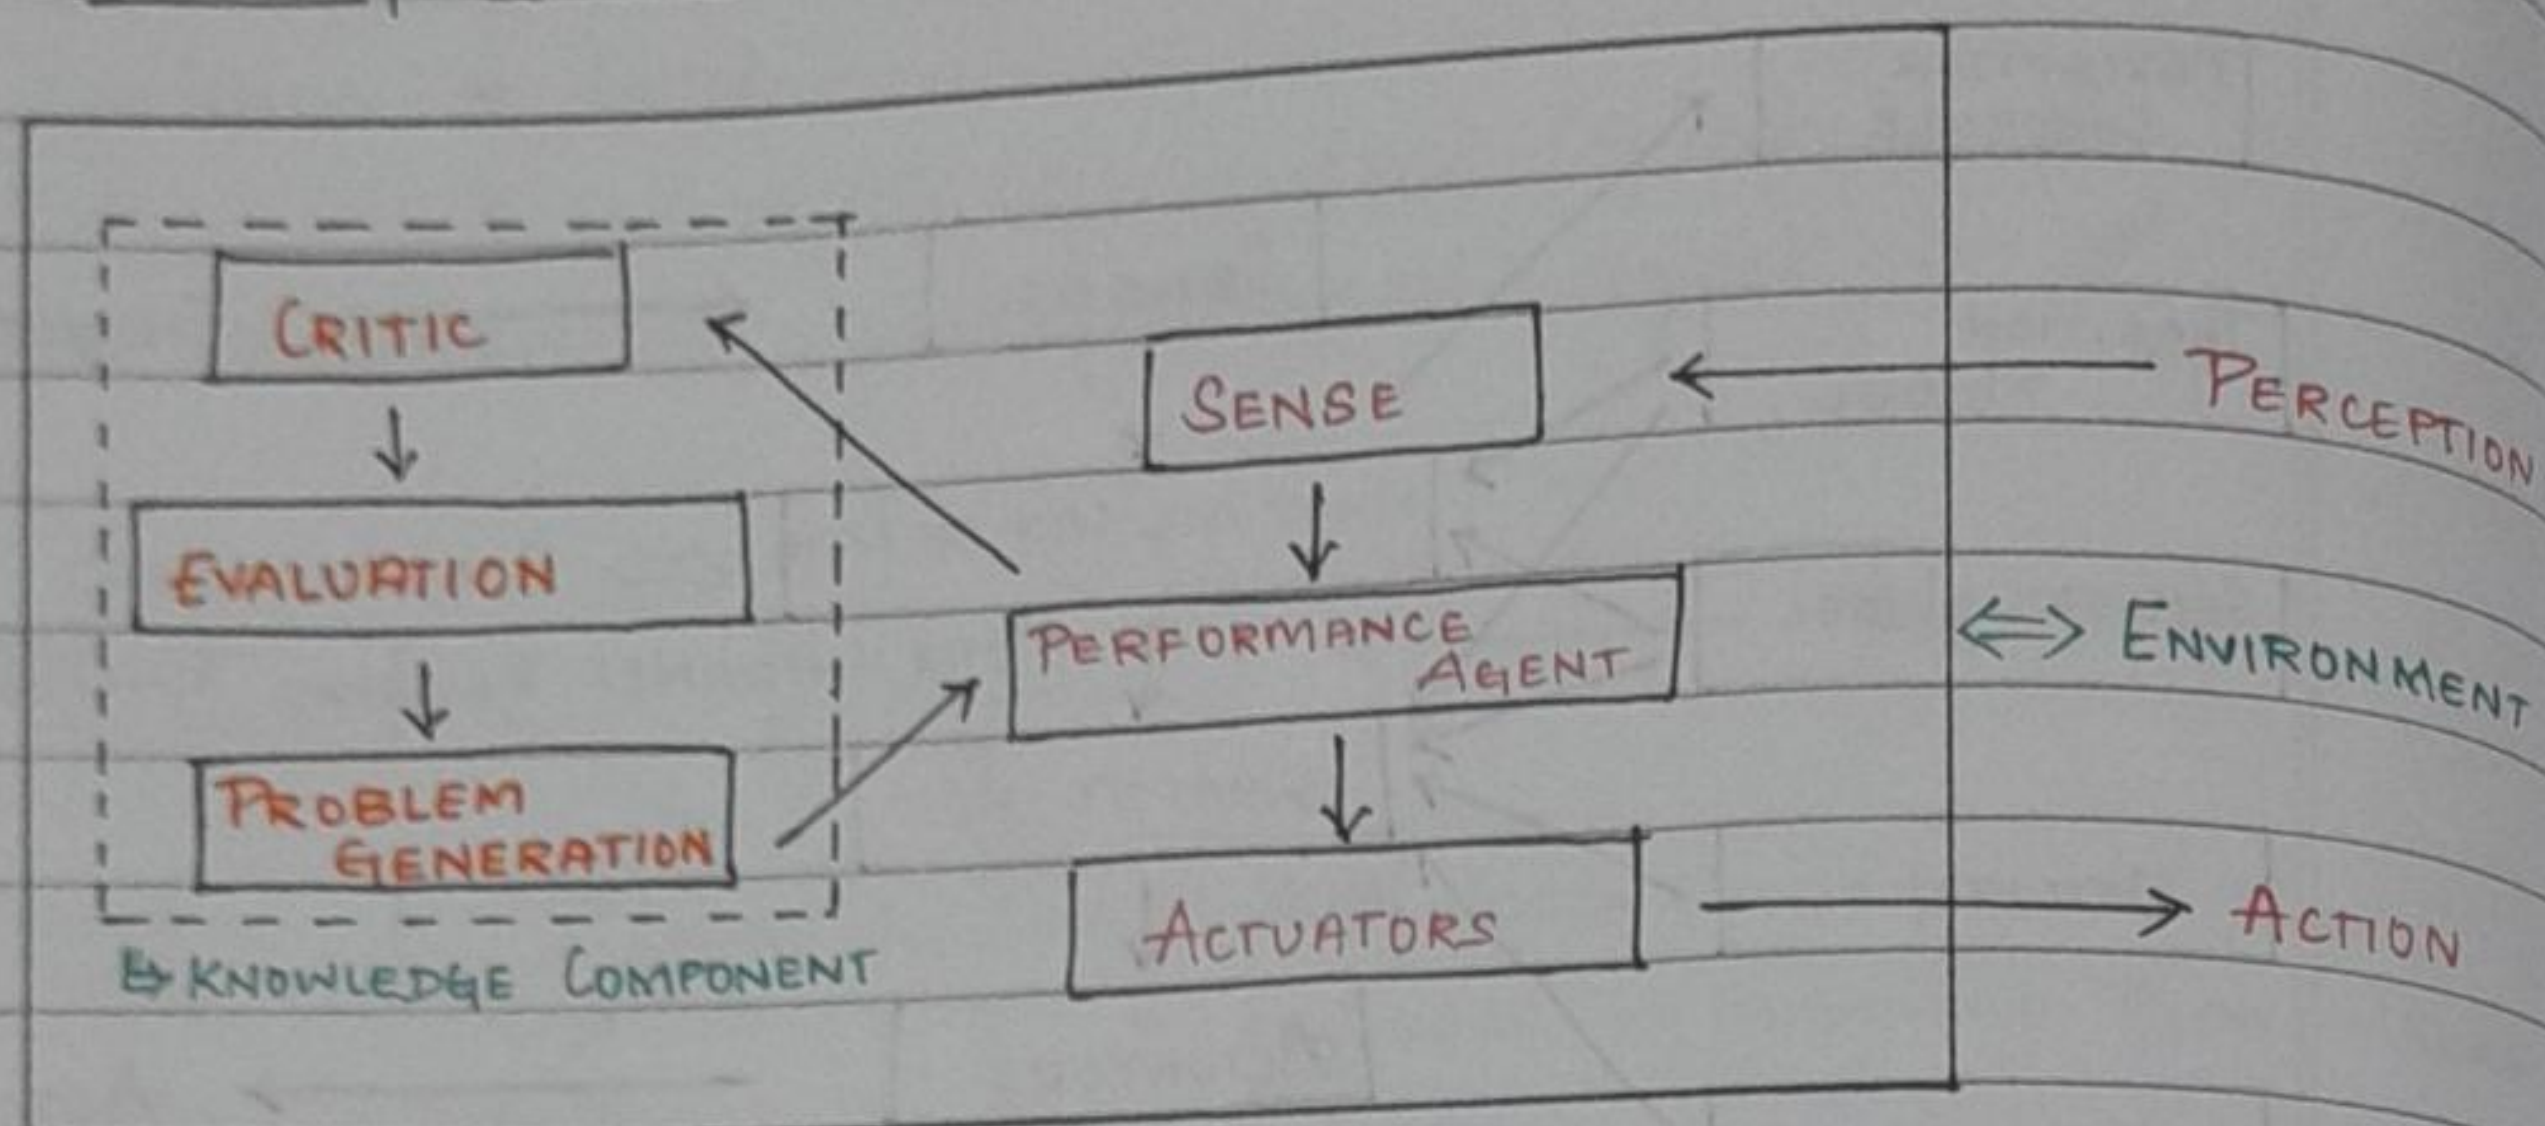 CRITIC
EVALUATION
PROBLEM
GENERATION
KNOWLEDGE COMPONENT
SENSE
PERFORMANCE
AGENT
ACTUATORS
PERCEPTION
ENVIRONMENT
ACTION